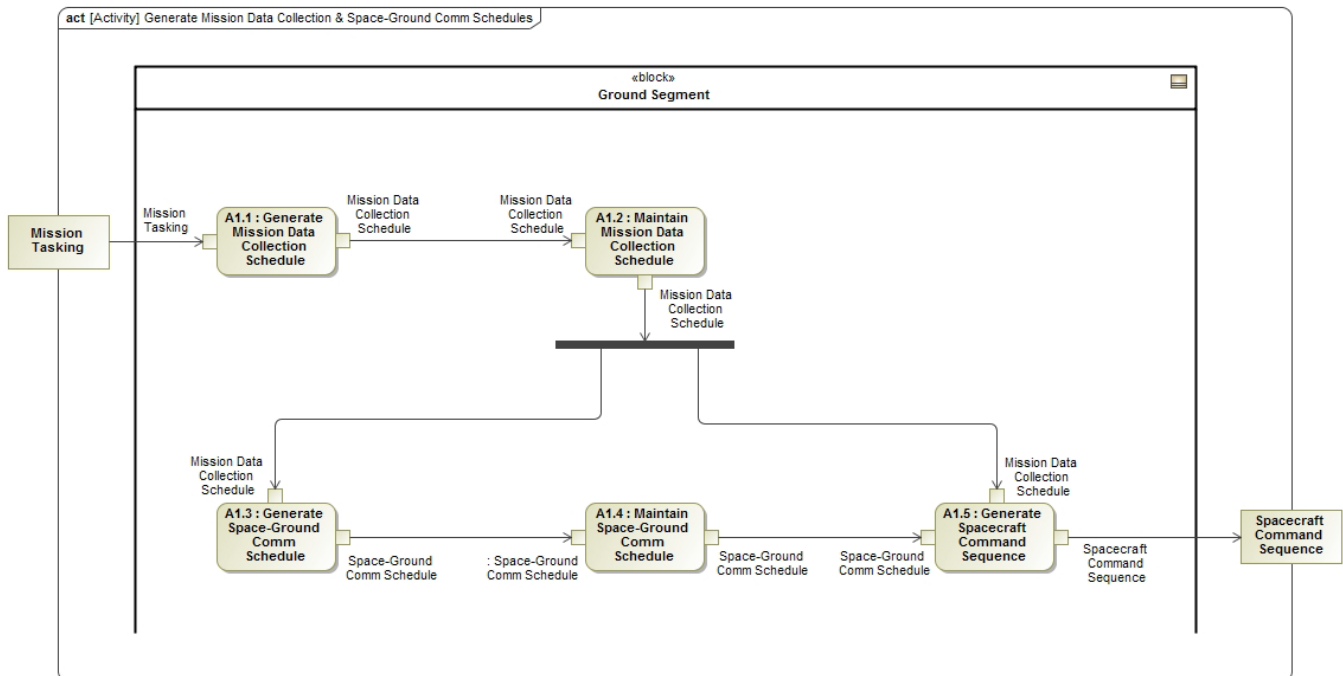 act [Activity] Generate Mission Data Collection & Space-Ground Comm Schedules
«block»
Ground Segment
Mission
Tasking
Mission
Tasking
A1.1 : Generate
Mission Data
Collection
Schedule
Mission Data
Collection
Schedule
Mission Data
Collection
Schedule
A1.2 : Maintain
Mission Data
Collection
Schedule
Mission Data
Collection
Schedule
Mission Data
Collection
Schedule
A1.3 : Generate
Space-Ground
Comm
Schedule
Space-Ground
Comm Schedule
: Space-Ground
Comm Schedule
A1.4 : Maintain
Space-Ground
Comm
Schedule
Space-Ground
Comm Schedule
Space-Ground
Comm Schedule
Mission Data
Collection
Schedule
A1.5 : Generate
Spacecraft
Command
Sequence
Spacecraft
Command
Sequence
Spacecraft
Command
Sequence